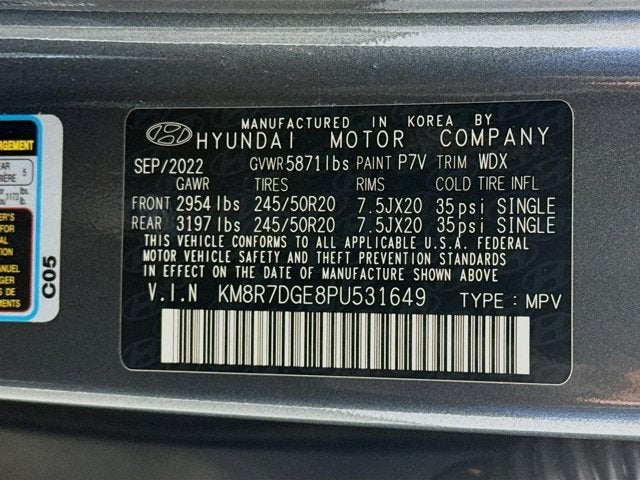 MANUFACTURED IN KOREA BY
HYUNDAI MOTOR COMPANY
SEP/2022 GVWR 5871lbs PAINT P7V TRIM WDX
GAWR TIRES RIMS COLD TIRE INFL
FRONT 2954 lbs 245/50R20 7.5JX20 35psi SINGLE
REAR 3197 lbs 245/50R20 7.5JX20 35psi SINGLE
THIS VEHICLE CONFORMS TO ALL APPLICABLE U.S.A. FEDERAL
MOTOR VEHICLE SAFETY AND THEFT PREVENTION STANDARDS
IN EFFECT ON THE DATE OF MANUFACTURE SHOWN ABOVE
V.I.N KM8R7DGE8PU531649 TYPE : MPV
C05
5